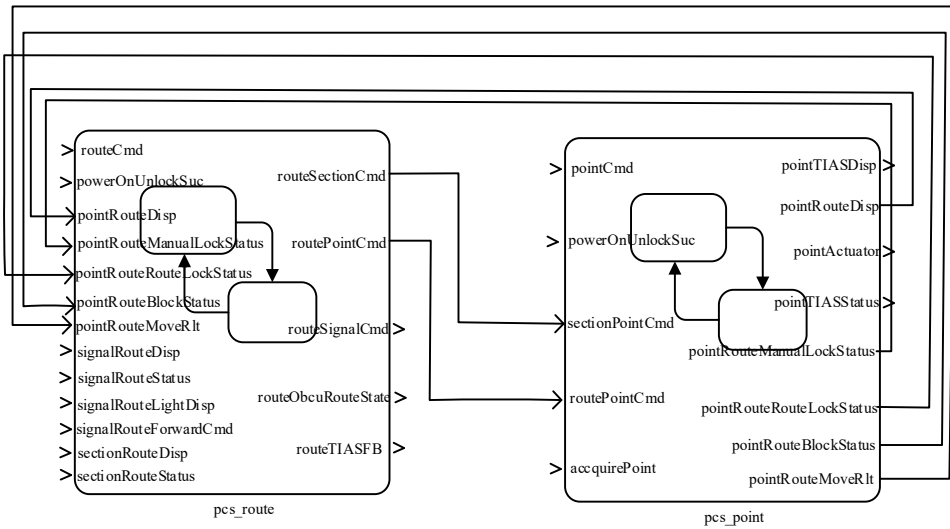 routeCmd
powerOnUnlockSuc
pointRouteDisp
pointRouteManualLockStatus
pointRouteRouteLockStatus
pointRouteBlockStatus
pointRouteMoveRlt
signalRouteDisp
signalRouteStatus
signalRouteLightDisp
signalRouteForwardCmd
sectionRouteDisp
sectionRouteStatus
routeSectionCmd
routePointCmd
routeSignalCmd
routeObcuRouteState
routeTIASFB
pcs_route
pointCmd
powerOnUnlockSuc
sectionPointCmd
routePointCmd
accquirePoint
pointTIASDisp
pointRouteDisp
pointActuator
pointTIASStatus
pointRouteManualLockStatus
pointRouteRouteLockStatus
pointRouteBlockStatus
pointRouteMoveRlt
pcs_point